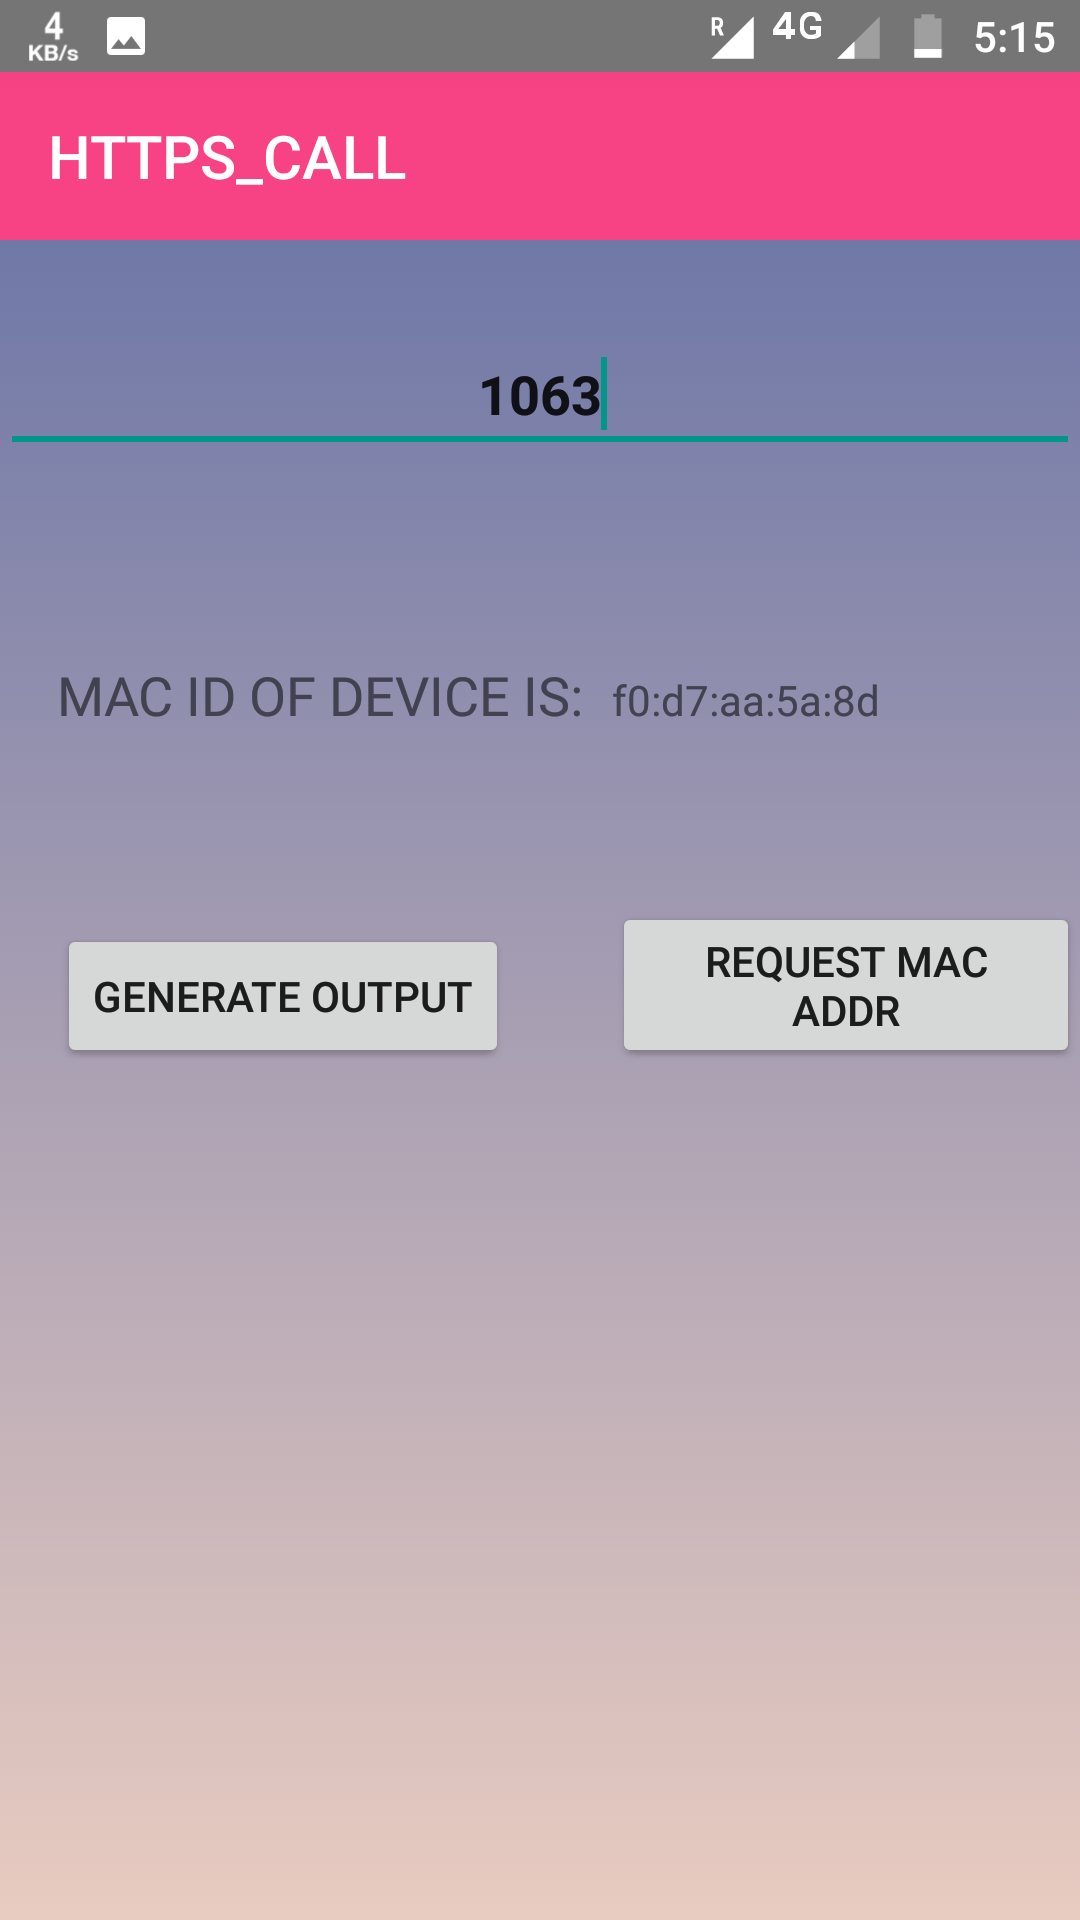 4
KB/s
R
4G
5:15
HTTPS_CALL
1063
MAC ID OF DEVICE IS: f0:d7:aa:5a:8d
GENERATE OUTPUT
REQUEST MAC
ADDR